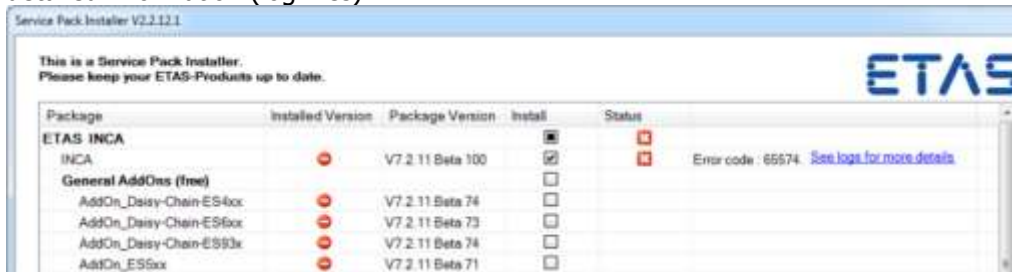 Service Pack Installer V2.2.12.1
This is a Service Pack Installer.
Please keep your ETAS-Products up to date.
ETAS
Package Installed Version Package Version Install Status
ETAS INCA
INCA V7.2.11 Beta 100 Error code : 65574. See logs for more details.
General AddOns (free)
AddOn_Daisy-Chain-ES4xx V7.2.11 Beta 74
AddOn_Daisy-Chain-ES6xx V7.2.11 Beta 73
AddOn_Daisy-Chain-ES93x V7.2.11 Beta 74
AddOn_ES5xx V7.2.11 Beta 71